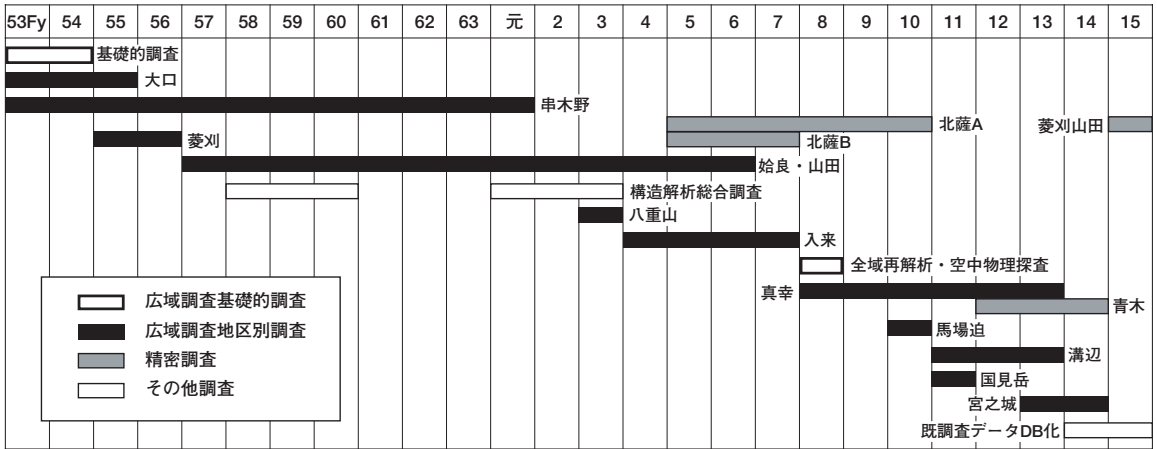 53Fy 54 55 56 57 58 59 60 61 62 63 元 2 3 4 5 6 7 8 9 10 11 12 13 14 15
基礎的調査
大口
串木野
北薩A 菱刈山田
菱刈 北薩B
姶良・山田
構造解析総合調査
八重山
入来
全域再解析・空中物理探査
真幸
青木
馬場迫
溝辺
国見岳
宮之城
既調査データDB化
広域調査基礎的調査
広域調査地区別調査
精密調査
その他調査